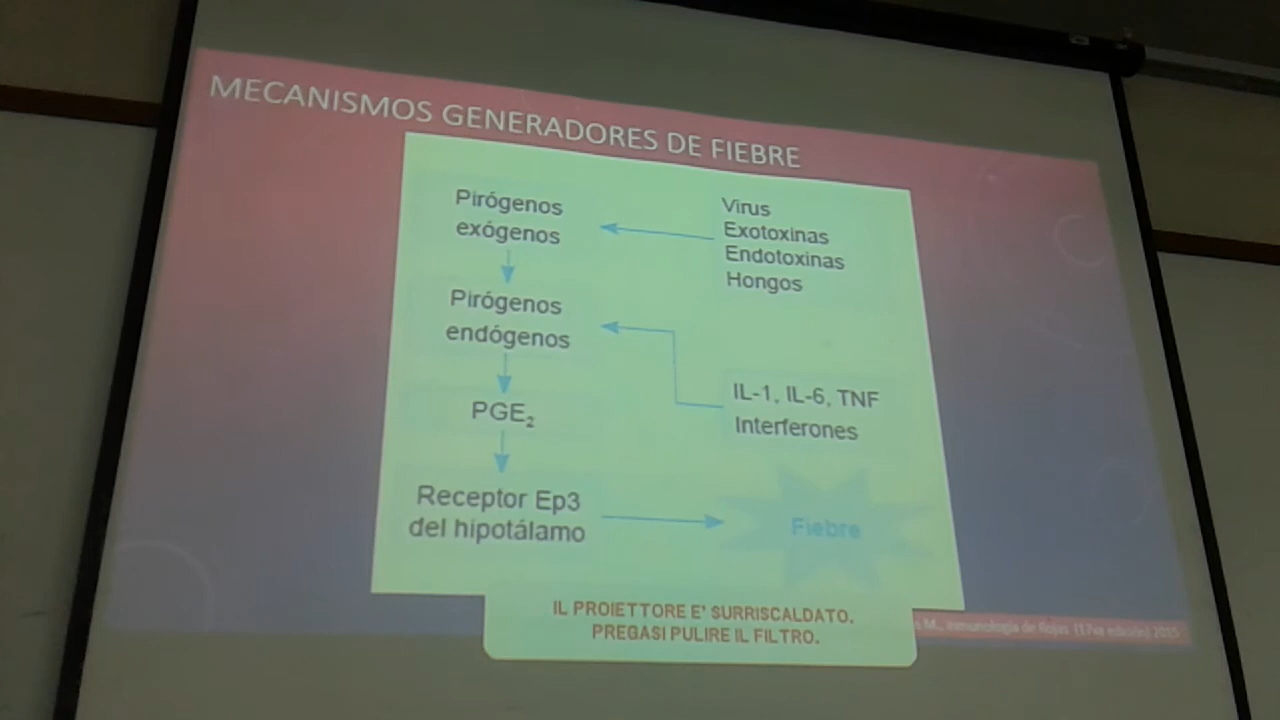 MECANISMOS GENERADORES DE FIEBRE
Pirógenos
exógenos
Virus
Exotoxinas
Endotoxinas
Hongos
Pirógenos
endógenos
IL-1, IL-6, TNF
Interferones
PGE₂
Receptor Ep3
del hipotálamo
Fiebre
IL PROIETTORE E' SURRISCALDATO.
PREGASI PULIRE IL FILTRO.
M., Inmunología de Rojas (17va edición) 2015